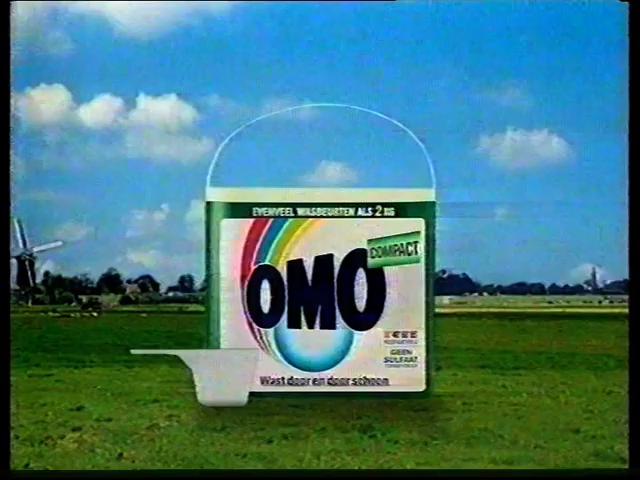 EVENVEEL WASBEURTEN ALS 2 KG
COMPACT
OMO
GEEN
SULFAAT
Wast door en door schoon